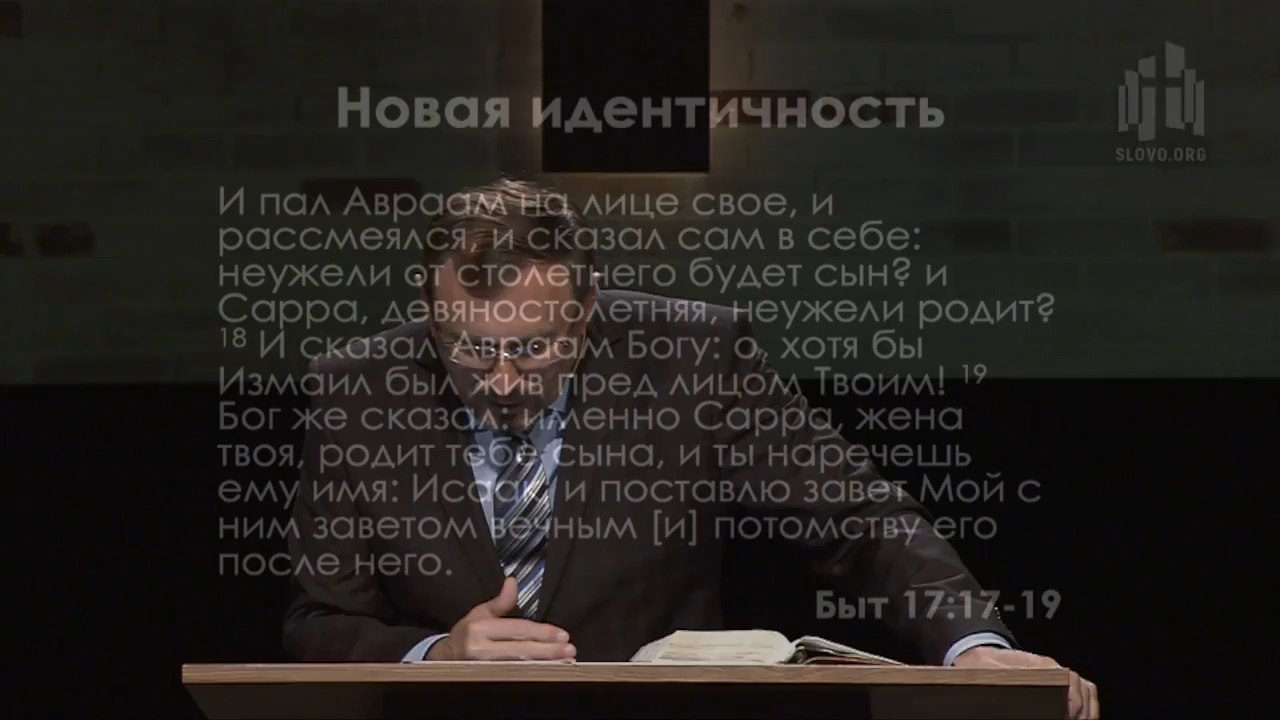 Новая идентичность
SLOVO.ORG
И пал Авраам на лице свое, и
рассмеялся, и сказал сам в себе:
неужели от столетнего будет сын? и
Сарра, девяностолетняя, неужели родит?
18 И сказал Авраам Богу: о, хотя бы
Измаил был жив пред лицом Твоим! 19
Бог же сказал: именно Сарра, жена
твоя, родит тебе сына, и ты наречешь
ему имя: Исаак; и поставлю завет Мой с
ним заветом вечным [и] потомству его
после него.
Быт 17:17-19